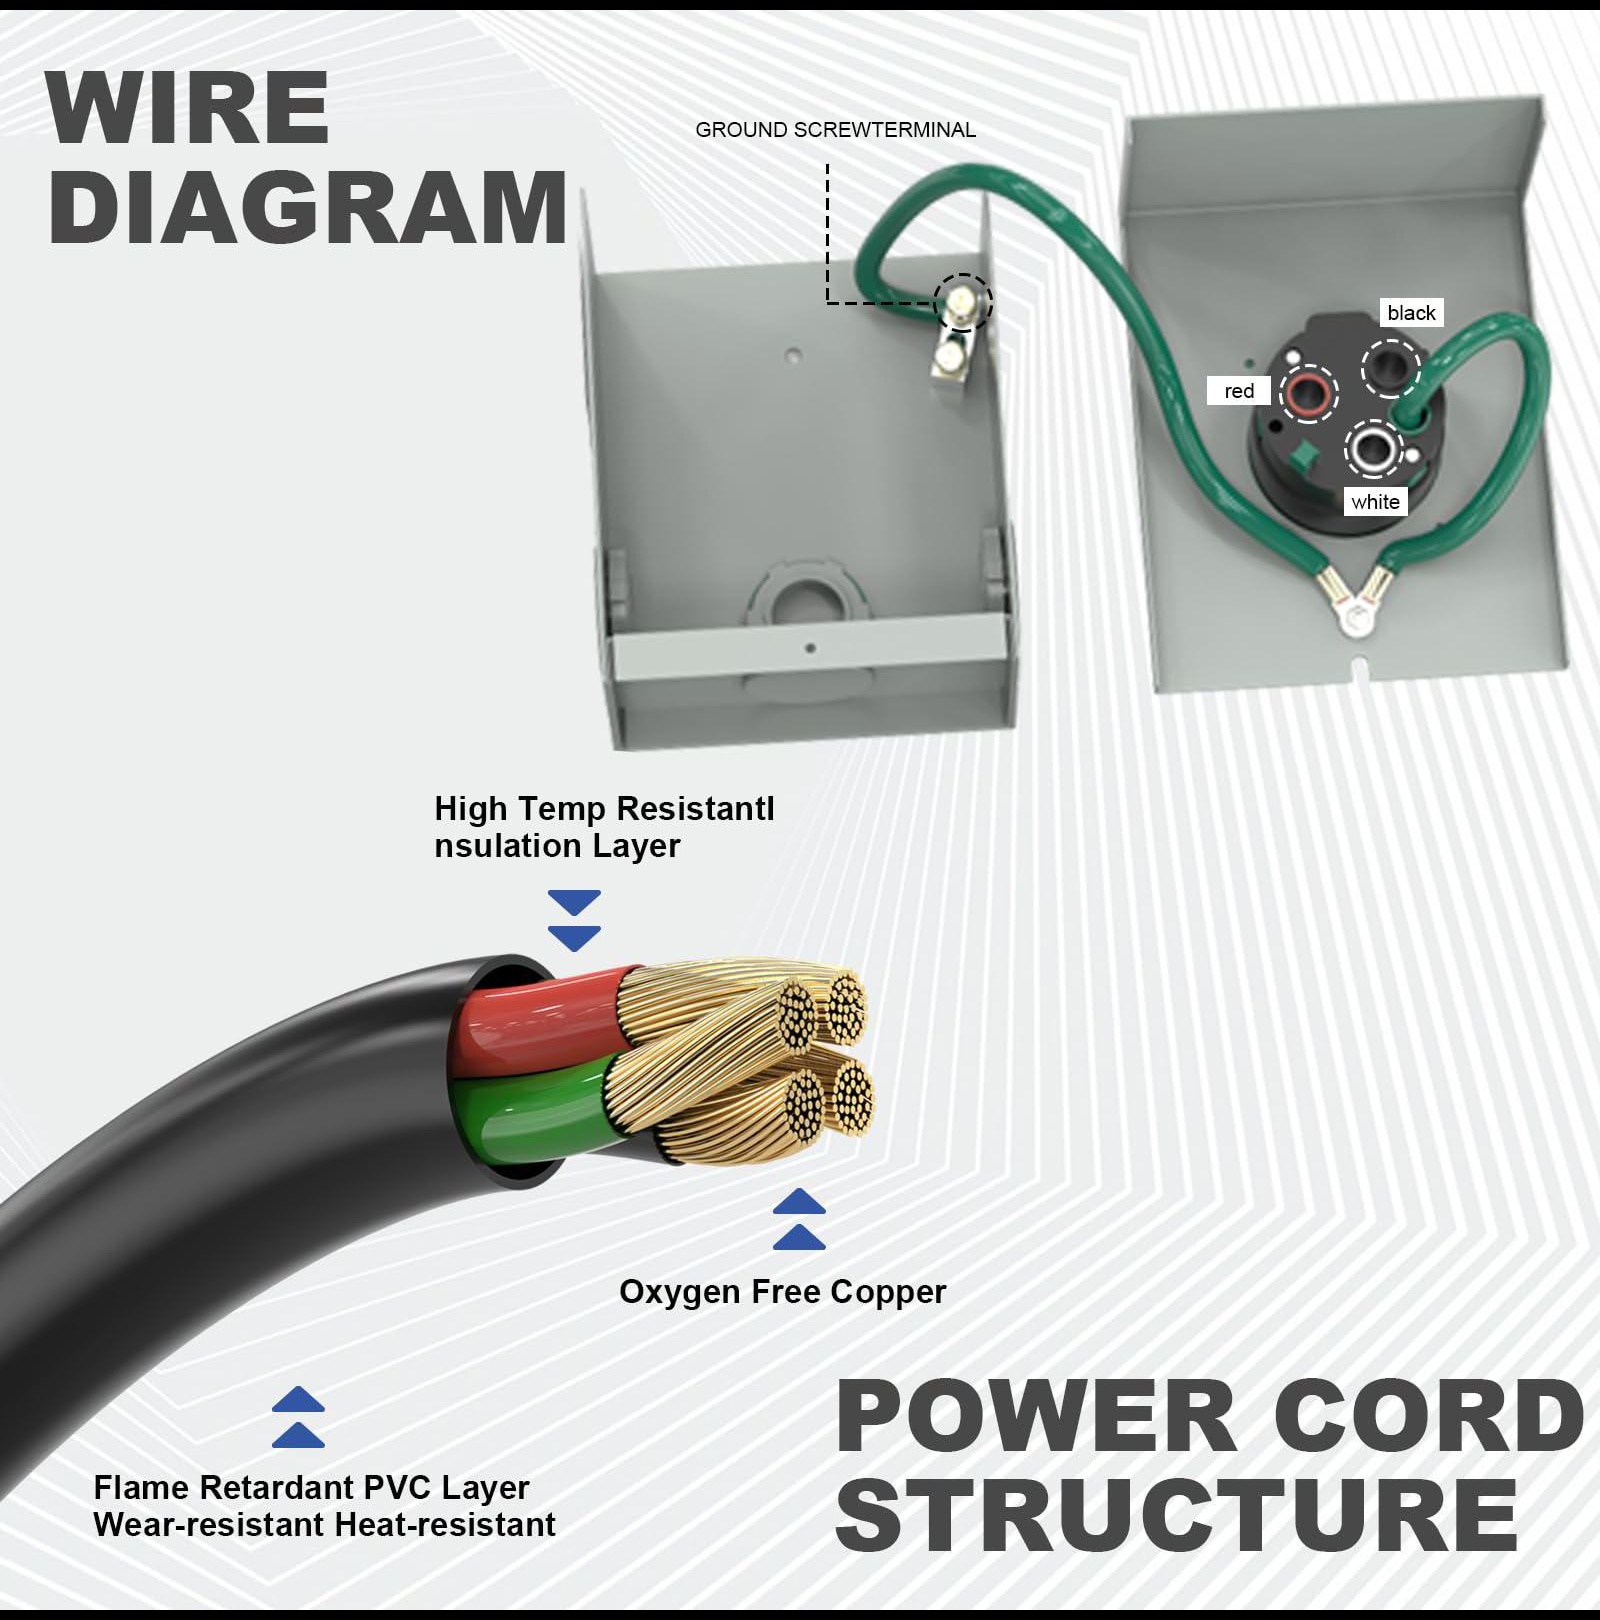 WIRE
DIAGRAM
GROUND SCREWTERMINAL
black
red
white
High Temp ResistantI
nsulation Layer
Oxygen Free Copper
Flame Retardant PVC Layer
Wear-resistant Heat-resistant
POWER CORD
STRUCTURE